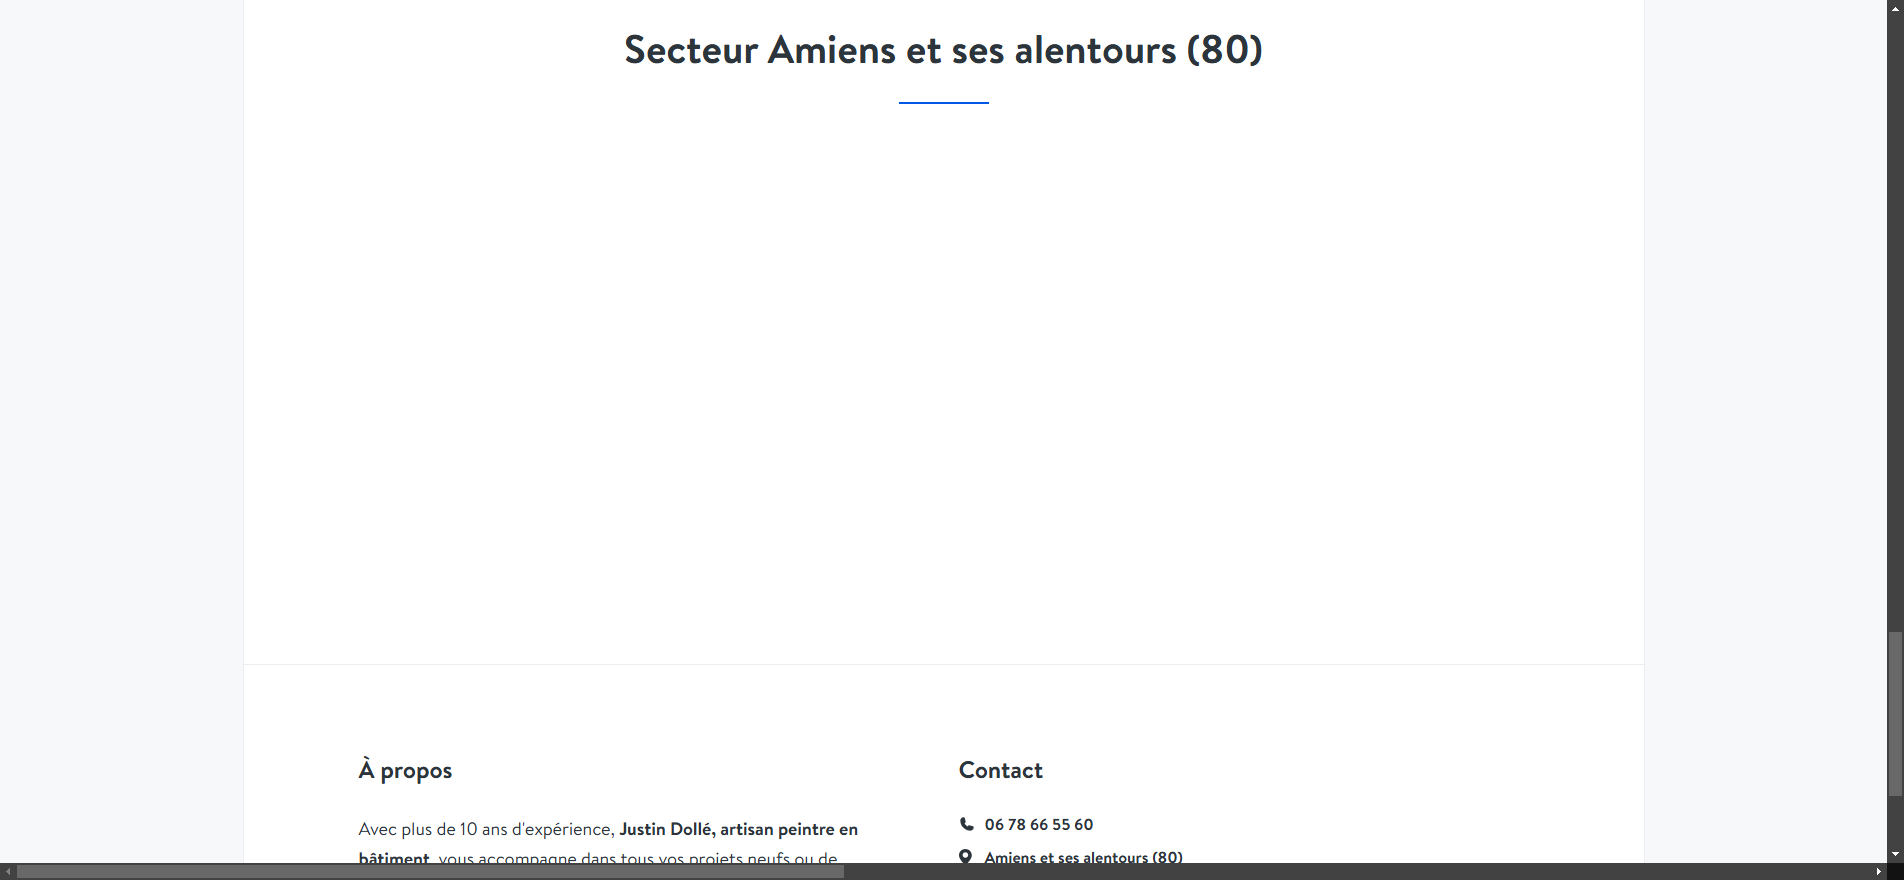 Secteur Amiens et ses alentours (80)
À propos
Avec plus de 10 ans d'expérience, Justin Dollé, artisan peintre en
bâtiment, vous accompagne dans tous vos projets neufs ou de
Contact
06 78 66 55 60
Amiens et ses alentours (80)